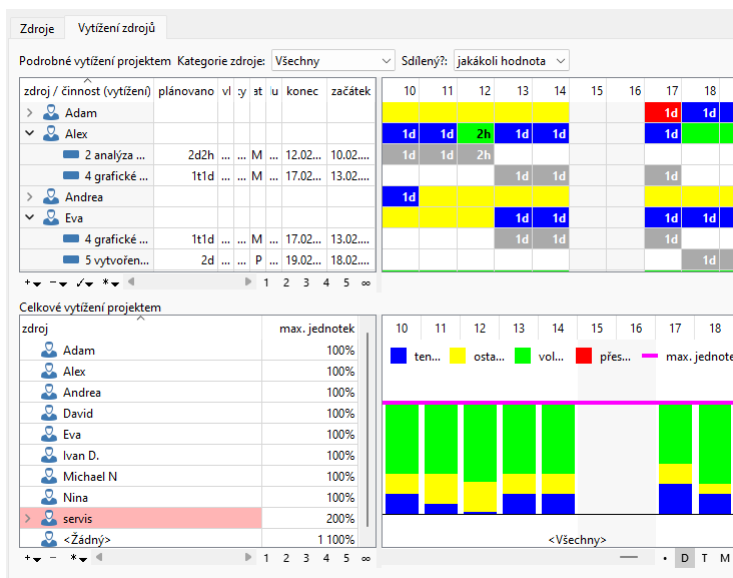 Zdroje Vytížení zdrojů
Podrobné vytížení projektem Kategorie zdroje: Všechny Sdílený?: jakákoli hodnota
zdroj / činnost (vytížení) plánovano vl :y at lu konec začátek 10 11 12 13 14 15 16 17 18
Adam 1d 1d
Alex 1d 1d 2h 1d 1d 1d
2 analýza ... 2d2h ... ... M ... 12.02... 10.02.... 1d 1d 2h
4 grafické ... 1t1d ... ... M ... 17.02... 13.02.... 1d 1d 1d
Andrea 1d
Eva 1d 1d 1d 1d
4 grafické ... 1t1d ... ... M ... 17.02... 13.02.... 1d 1d 1d
5 vytvořen... 2d ... ... P ... 19.02... 18.02.... 1d
1 2 3 4 5 ∞
Celkové vytížení projektem
zdroj max. jednotek 10 11 12 13 14 15 16 17 18
Adam 100% ten... osta... vol... přes... max. jednote
Alex 100%
Andrea 100%
David 100%
Eva 100%
Ivan D. 100%
Michael N 100%
Nina 100%
servis 200%
<Žádný> 1 100% <Všechny>
1 2 3 4 5 ∞ D T M